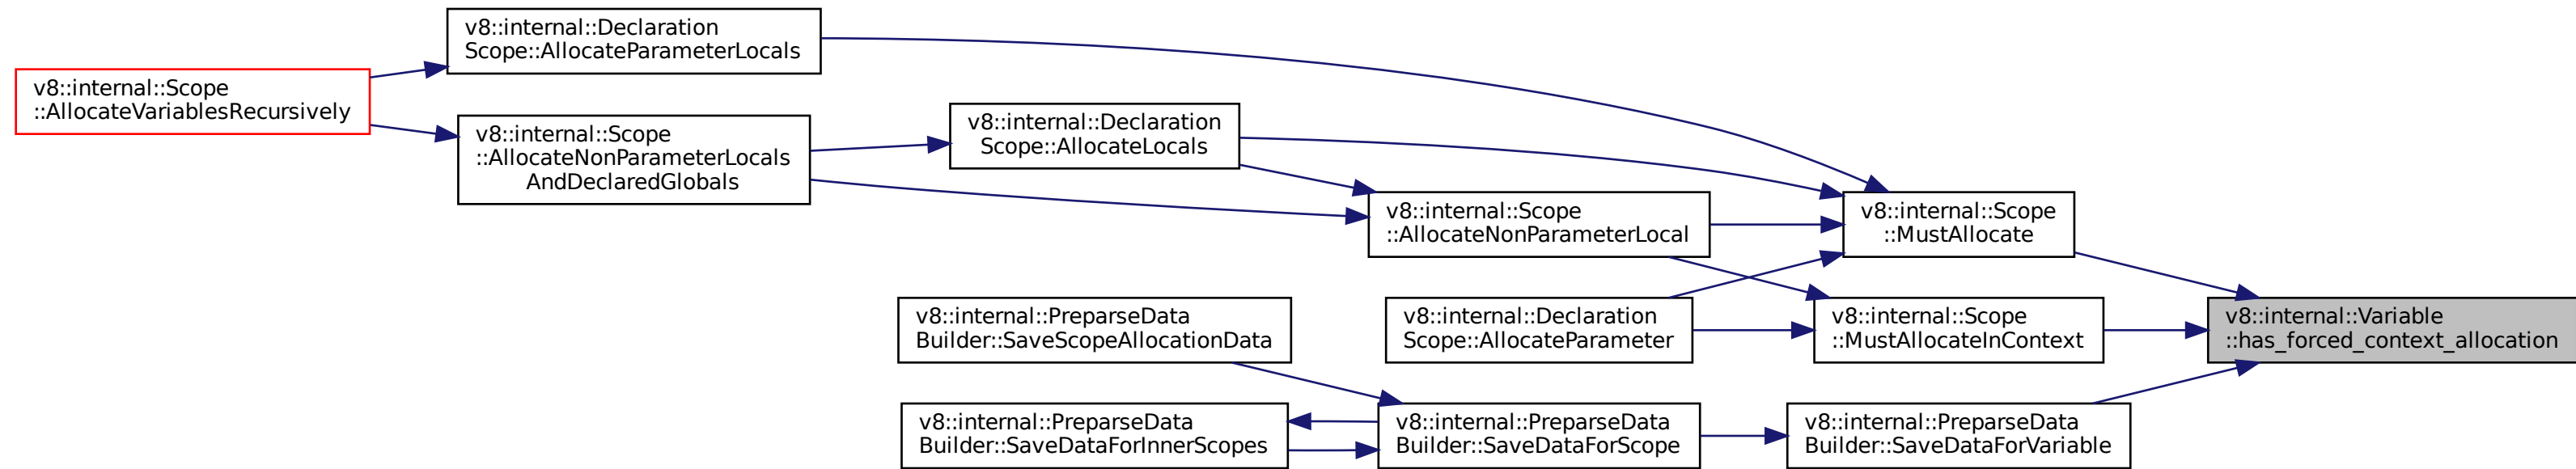 v8::internal::Declaration
Scope::AllocateParameterLocals
v8::internal::Scope
::AllocateVariablesRecursively
v8::internal::Scope
::AllocateNonParameterLocals
AndDeclaredGlobals
v8::internal::Declaration
Scope::AllocateLocals
v8::internal::Scope
::AllocateNonParameterLocal
v8::internal::Scope
::MustAllocate
v8::internal::PreparseData
Builder::SaveScopeAllocationData
v8::internal::Declaration
Scope::AllocateParameter
v8::internal::Scope
::MustAllocateInContext
v8::internal::Variable
::has_forced_context_allocation
v8::internal::PreparseData
Builder::SaveDataForInnerScopes
v8::internal::PreparseData
Builder::SaveDataForScope
v8::internal::PreparseData
Builder::SaveDataForVariable